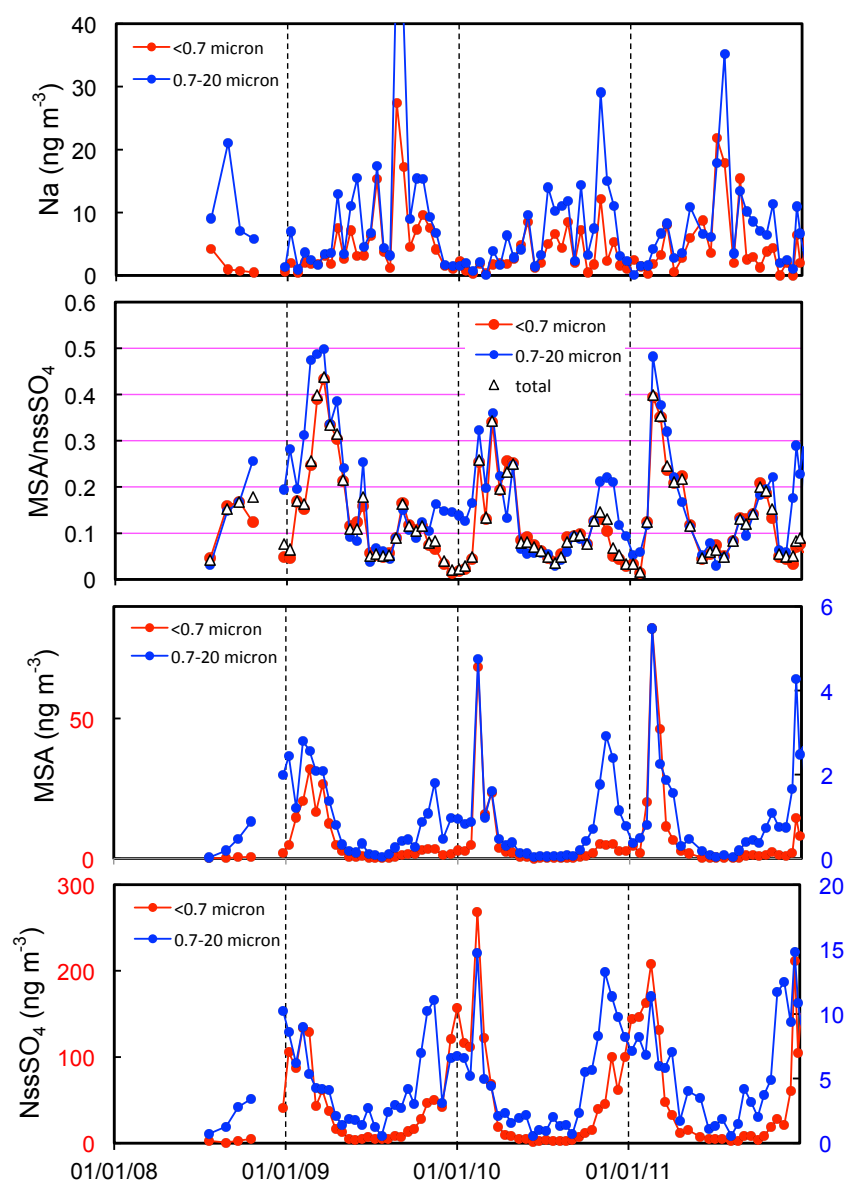 40
30
20
10
0
Na (ng m-3)
<0.7 micron
0.7-20 micron
0.6
0.5
0.4
0.3
0.2
0.1
0
MSA/nssSO4
<0.7 micron
0.7-20 micron
total
50
0
MSA (ng m-3)
<0.7 micron
0.7-20 micron
6
4
2
0
300
200
100
0
NssSO4 (ng m-3)
<0.7 micron
0.7-20 micron
20
15
10
5
0
01/01/08 01/01/09 01/01/10 01/01/11